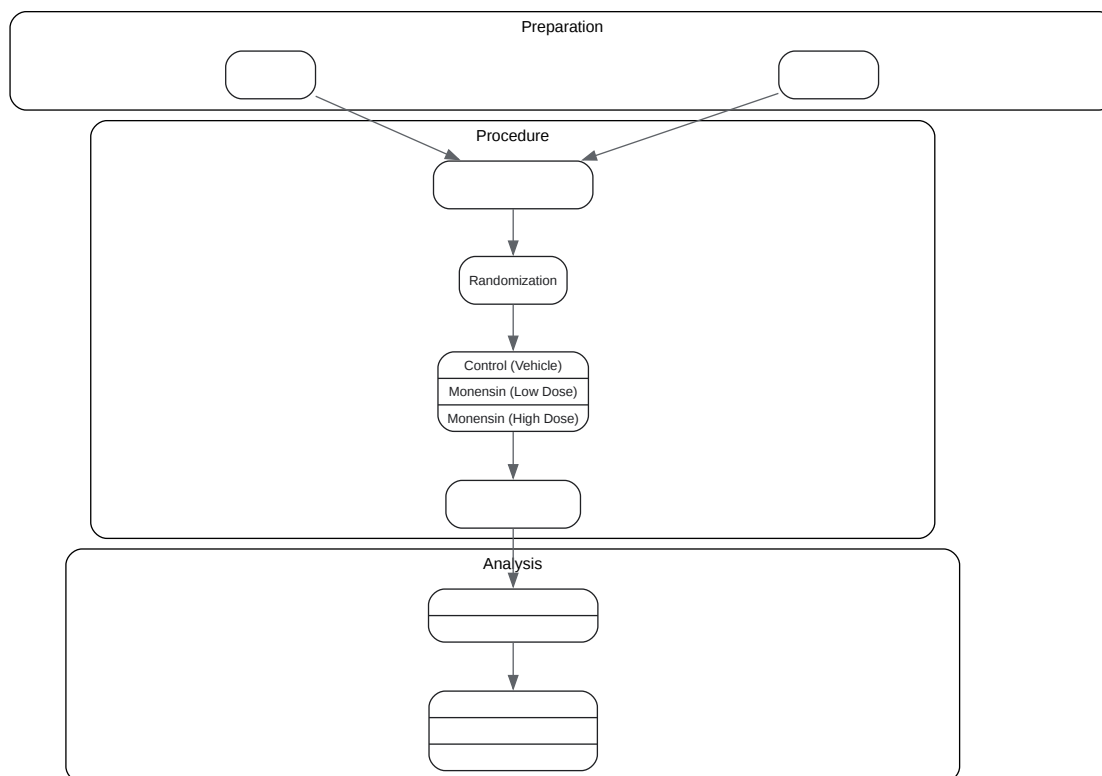 Preparation
Procedure
Randomization
Control (Vehicle)
Monensin (Low Dose)
Monensin (High Dose)
Analysis